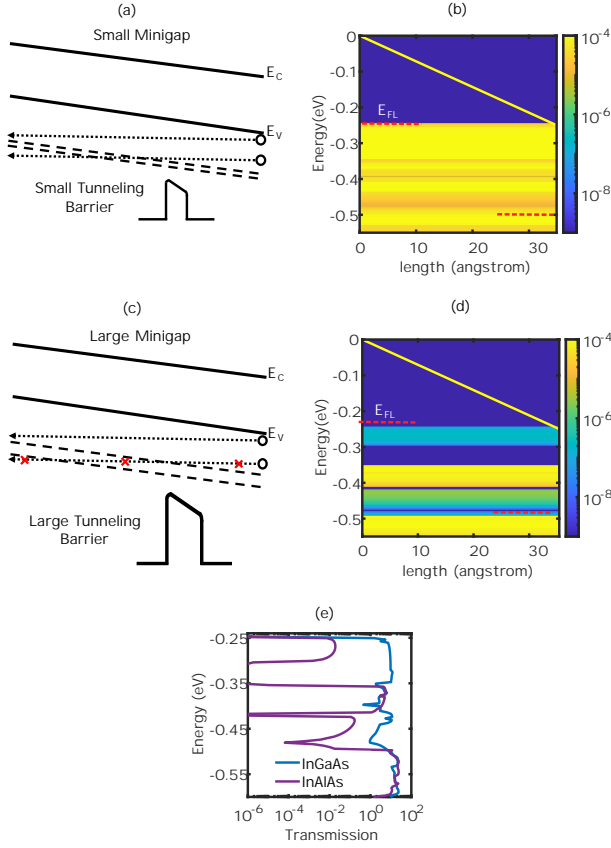 (a)
Small Minigap
E_C
E_V
Small Tunneling
Barrier
(b)
0
-0.1
-0.2
-0.3
-0.4
-0.5
Energy(eV)
E_FL
0
10
20
30
length (angstrom)
10^-4
10^-6
10^-8
(c)
Large Minigap
E_C
E_V
Large Tunneling
Barrier
(d)
0
-0.1
-0.2
-0.3
-0.4
-0.5
Energy(eV)
E_FL
0
10
20
30
length (angstrom)
10^-4
10^-6
10^-8
(e)
-0.25
-0.35
-0.45
-0.55
Energy (eV)
InGaAs
InAlAs
10^-6
10^-4
10^-2
10^0
10^2
Transmission